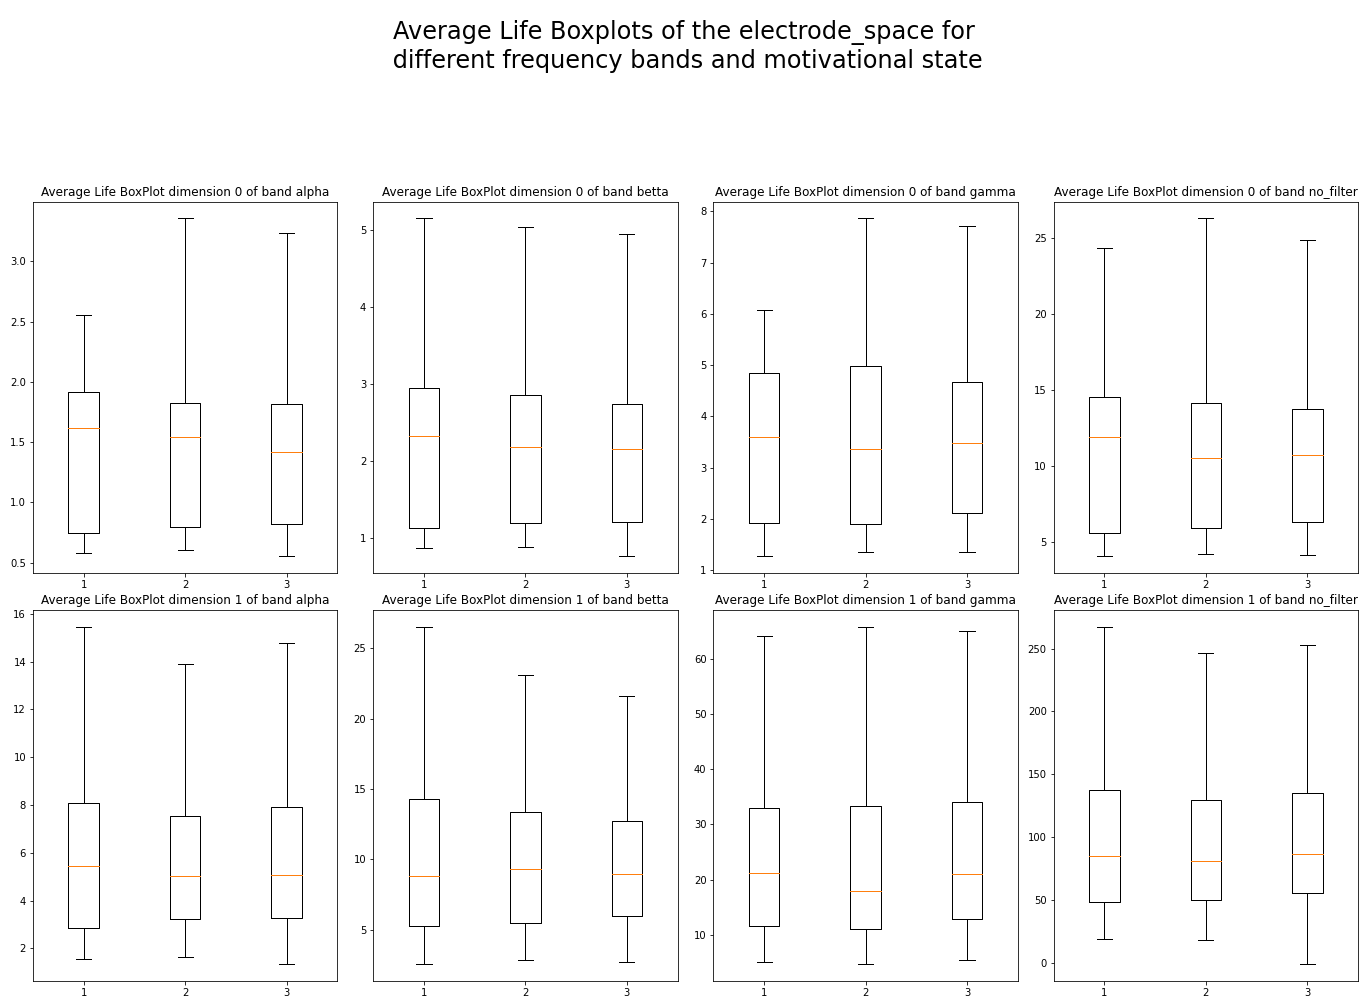 Average Life Boxplots of the electrode_space for
different frequency bands and motivational state
Average Life BoxPlot dimension 0 of band alpha
3.0
2.5
2.0
1.5
1.0
0.5
1 2 3
Average Life BoxPlot dimension 0 of band betta
5
4
3
2
1
1 2 3
Average Life BoxPlot dimension 0 of band gamma
8
7
6
5
4
3
2
1
1 2 3
Average Life BoxPlot dimension 0 of band no_filter
25
20
15
10
5
1 2 3
Average Life BoxPlot dimension 1 of band alpha
16
14
12
10
8
6
4
2
1 2 3
Average Life BoxPlot dimension 1 of band betta
25
20
15
10
5
1 2 3
Average Life BoxPlot dimension 1 of band gamma
60
50
40
30
20
10
1 2 3
Average Life BoxPlot dimension 1 of band no_filter
250
200
150
100
50
0
1 2 3